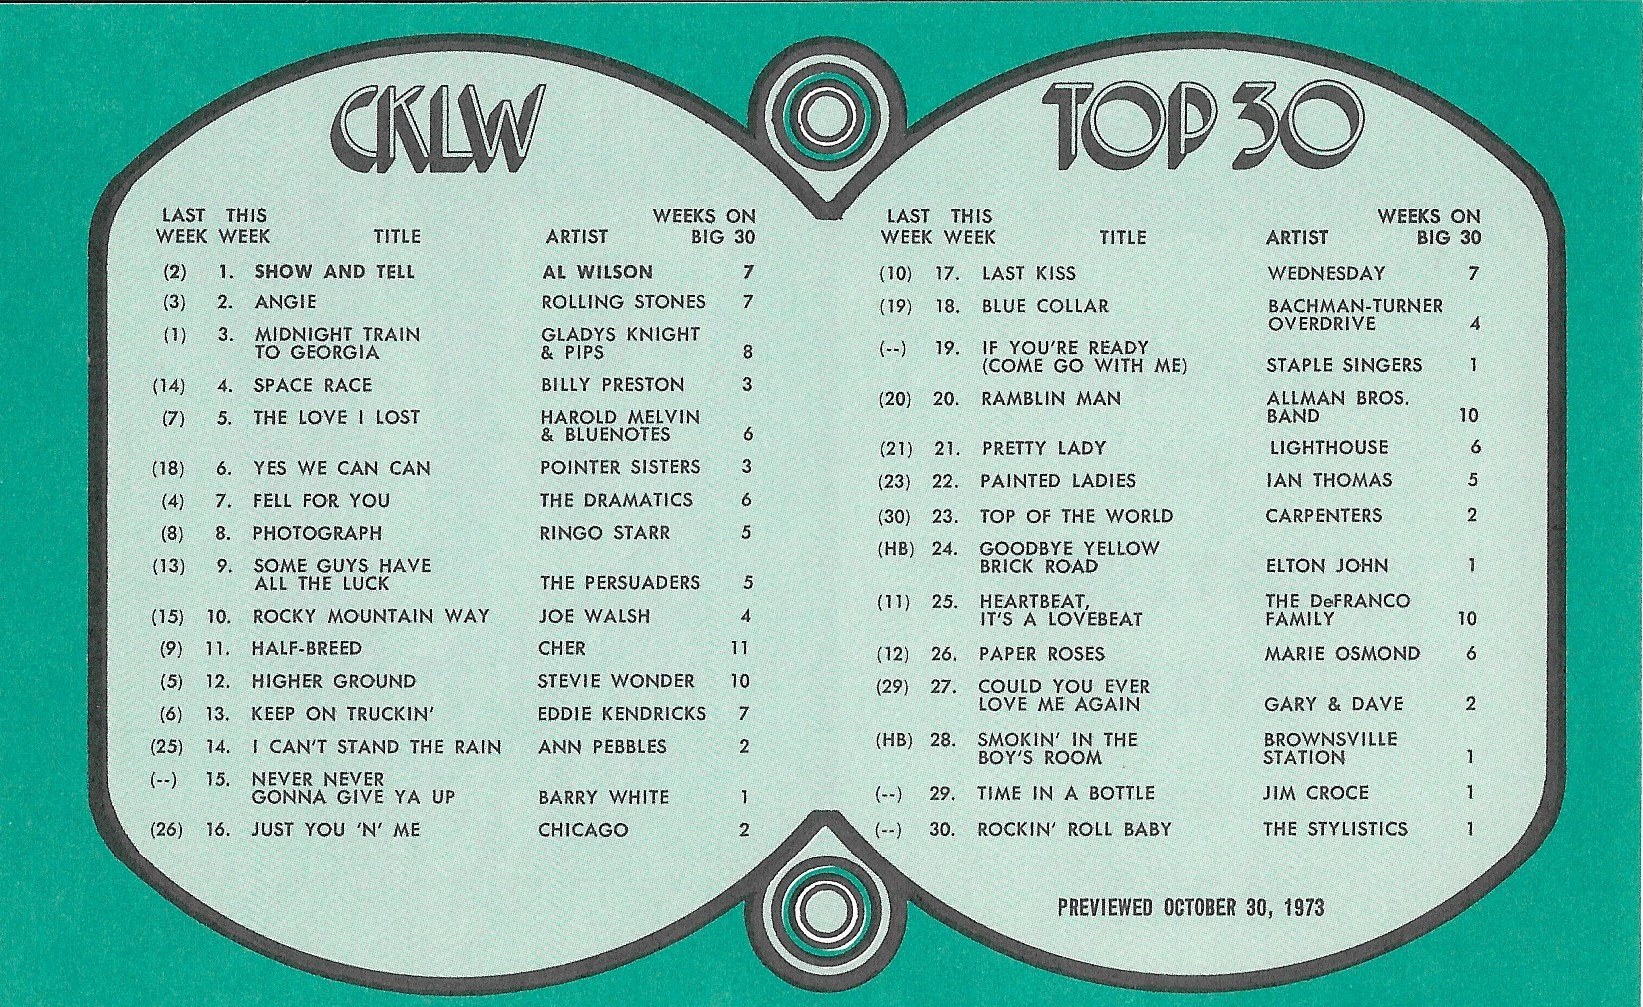 CKLW TOP 30
LAST THIS WEEKS ON
WEEK WEEK TITLE ARTIST BIG 30
(2) 1. SHOW AND TELL AL WILSON 7
(3) 2. ANGIE ROLLING STONES 7
(1) 3. MIDNIGHT TRAIN GLADYS KNIGHT
TO GEORGIA & PIPS 8
(14) 4. SPACE RACE BILLY PRESTON 3
(7) 5. THE LOVE I LOST HAROLD MELVIN
& BLUENOTES 6
(18) 6. YES WE CAN CAN POINTER SISTERS 3
(4) 7. FELL FOR YOU THE DRAMATICS 6
(8) 8. PHOTOGRAPH RINGO STARR 5
(13) 9. SOME GUYS HAVE
ALL THE LUCK THE PERSUADERS 5
(15) 10. ROCKY MOUNTAIN WAY JOE WALSH 4
(9) 11. HALF-BREED CHER 11
(5) 12. HIGHER GROUND STEVIE WONDER 10
(6) 13. KEEP ON TRUCKIN' EDDIE KENDRICKS 7
(25) 14. I CAN'T STAND THE RAIN ANN PEBBLES 2
(--) 15. NEVER NEVER
GONNA GIVE YA UP BARRY WHITE 1
(26) 16. JUST YOU 'N' ME CHICAGO 2
LAST THIS WEEKS ON
WEEK WEEK TITLE ARTIST BIG 30
(10) 17. LAST KISS WEDNESDAY 7
(19) 18. BLUE COLLAR BACHMAN-TURNER
OVERDRIVE 4
(--) 19. IF YOU'RE READY
(COME GO WITH ME) STAPLE SINGERS 1
(20) 20. RAMBLIN MAN ALLMAN BROS.
BAND 10
(21) 21. PRETTY LADY LIGHTHOUSE 6
(23) 22. PAINTED LADIES IAN THOMAS 5
(30) 23. TOP OF THE WORLD CARPENTERS 2
(HB) 24. GOODBYE YELLOW
BRICK ROAD ELTON JOHN 1
(11) 25. HEARTBEAT, THE DeFRANCO
IT'S A LOVEBEAT FAMILY 10
(12) 26. PAPER ROSES MARIE OSMOND 6
(29) 27. COULD YOU EVER
LOVE ME AGAIN GARY & DAVE 2
(HB) 28. SMOKIN' IN THE BROWNSVILLE
BOY'S ROOM STATION 1
(--) 29. TIME IN A BOTTLE JIM CROCE 1
(--) 30. ROCKIN' ROLL BABY THE STYLISTICS 1
PREVIEWED OCTOBER 30, 1973